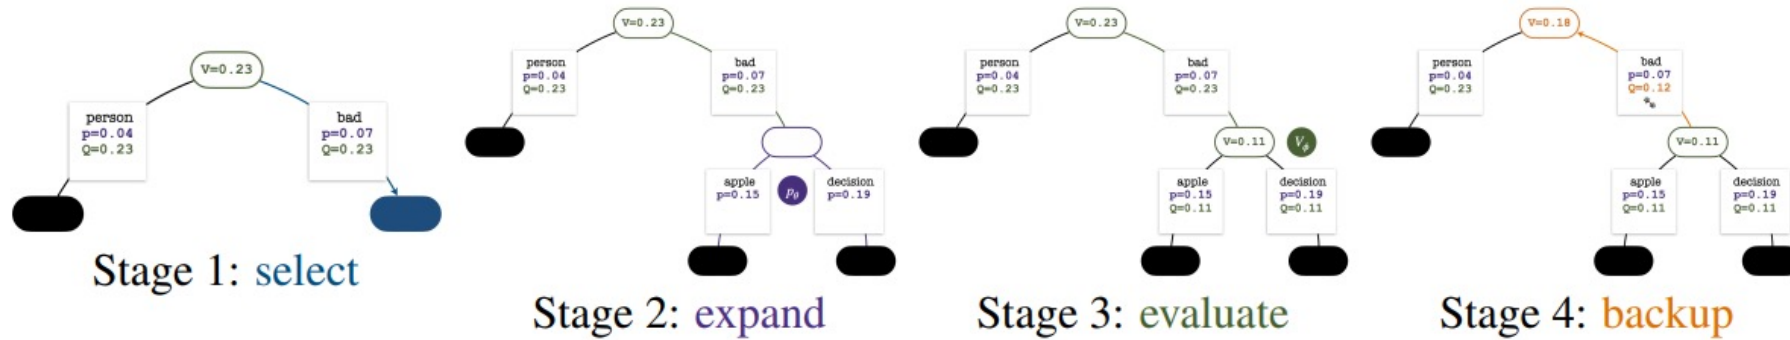 V=0.23
person
p=0.04
Q=0.23
bad
p=0.07
Q=0.23
Stage 1: select
V=0.23
person
p=0.04
Q=0.23
bad
p=0.07
Q=0.23
apple
p=0.15
pθ
decision
p=0.19
Stage 2: expand
V=0.23
person
p=0.04
Q=0.23
bad
p=0.07
Q=0.23
V=0.11
Vϕ
apple
p=0.15
Q=0.11
decision
p=0.19
Q=0.11
Stage 3: evaluate
V=0.18
person
p=0.04
Q=0.23
bad
p=0.07
Q=0.12
V=0.11
apple
p=0.15
Q=0.11
decision
p=0.19
Q=0.11
Stage 4: backup